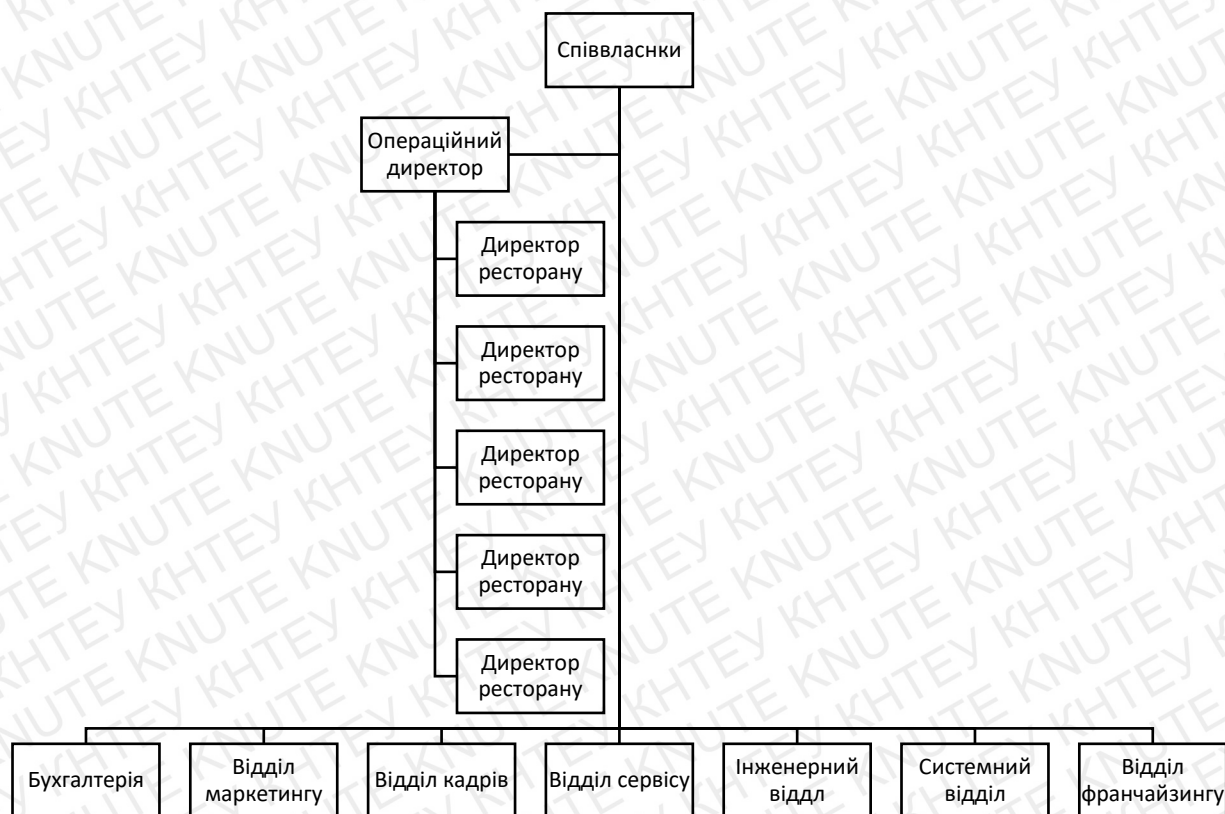 Співвласнки
Операційний
директор
Директор
ресторану
Директор
ресторану
Директор
ресторану
Директор
ресторану
Директор
ресторану
Бухгалтерія
Відділ
маркетингу
Відділ кадрів
Відділ сервісу
Інженерний
віддл
Системний
відділ
Відділ
франчайзингу